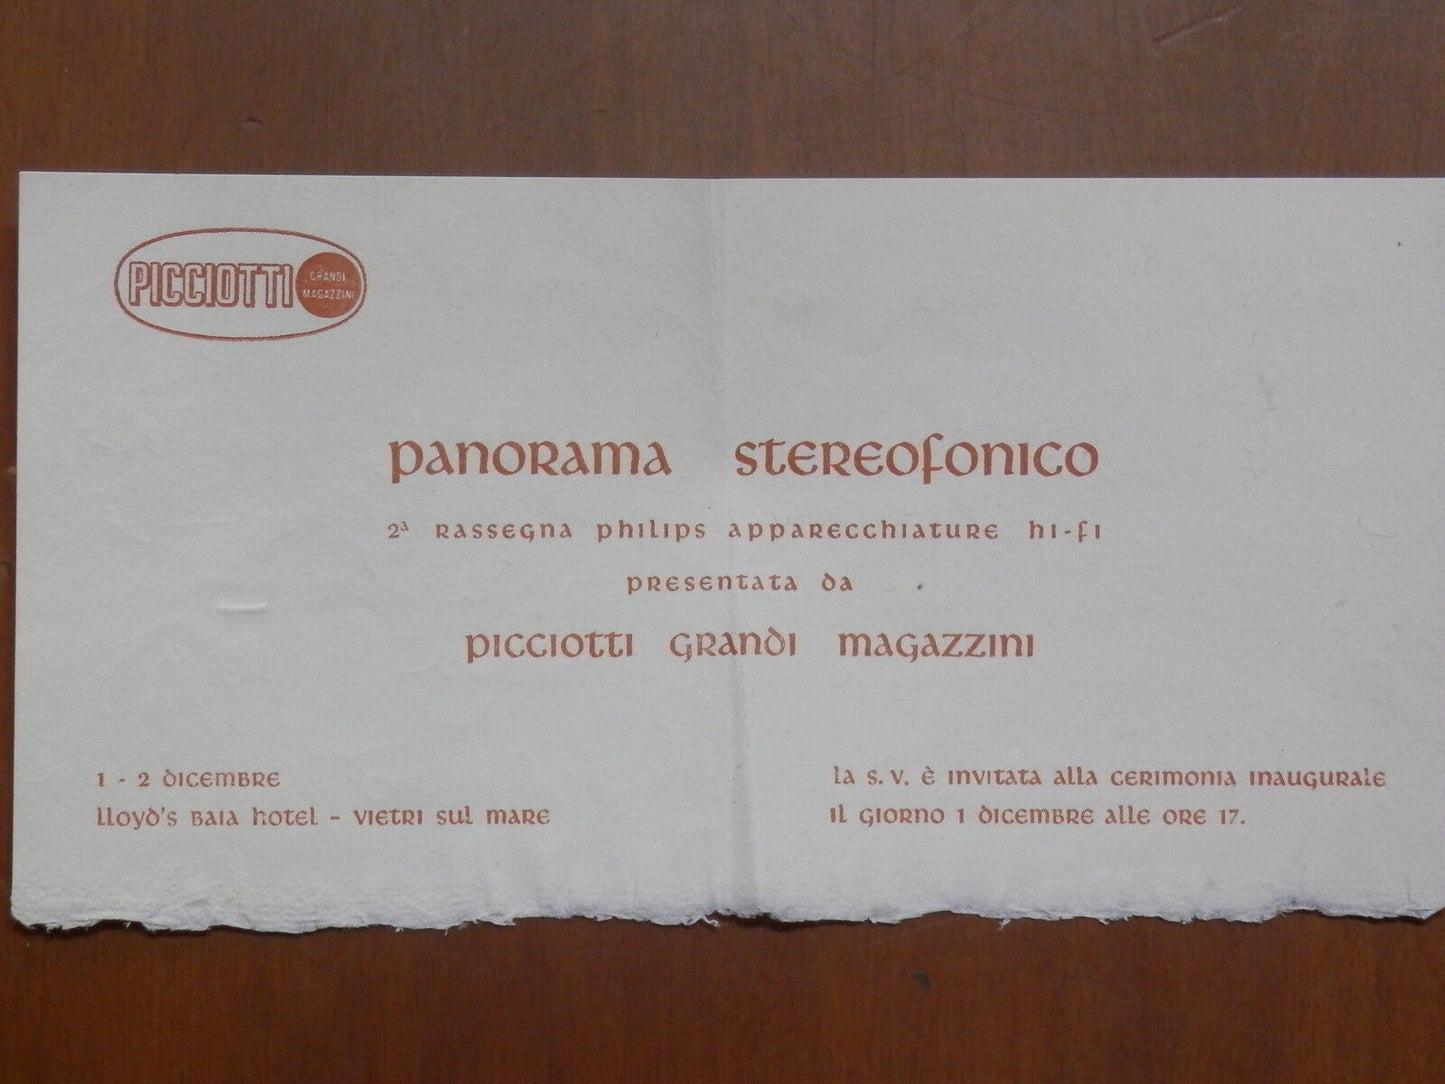 PICCIOTTI
GRANDI
MAGAZZINI
panorama stereofonico
2ª rassegna philips apparecchiature hi-fi
presentata da
picciotti grandi magazzini
1 - 2 dicembre
lloyd's baia hotel - vietri sul mare
la s. v. è invitata alla cerimonia inaugurale
il giorno 1 dicembre alle ore 17.